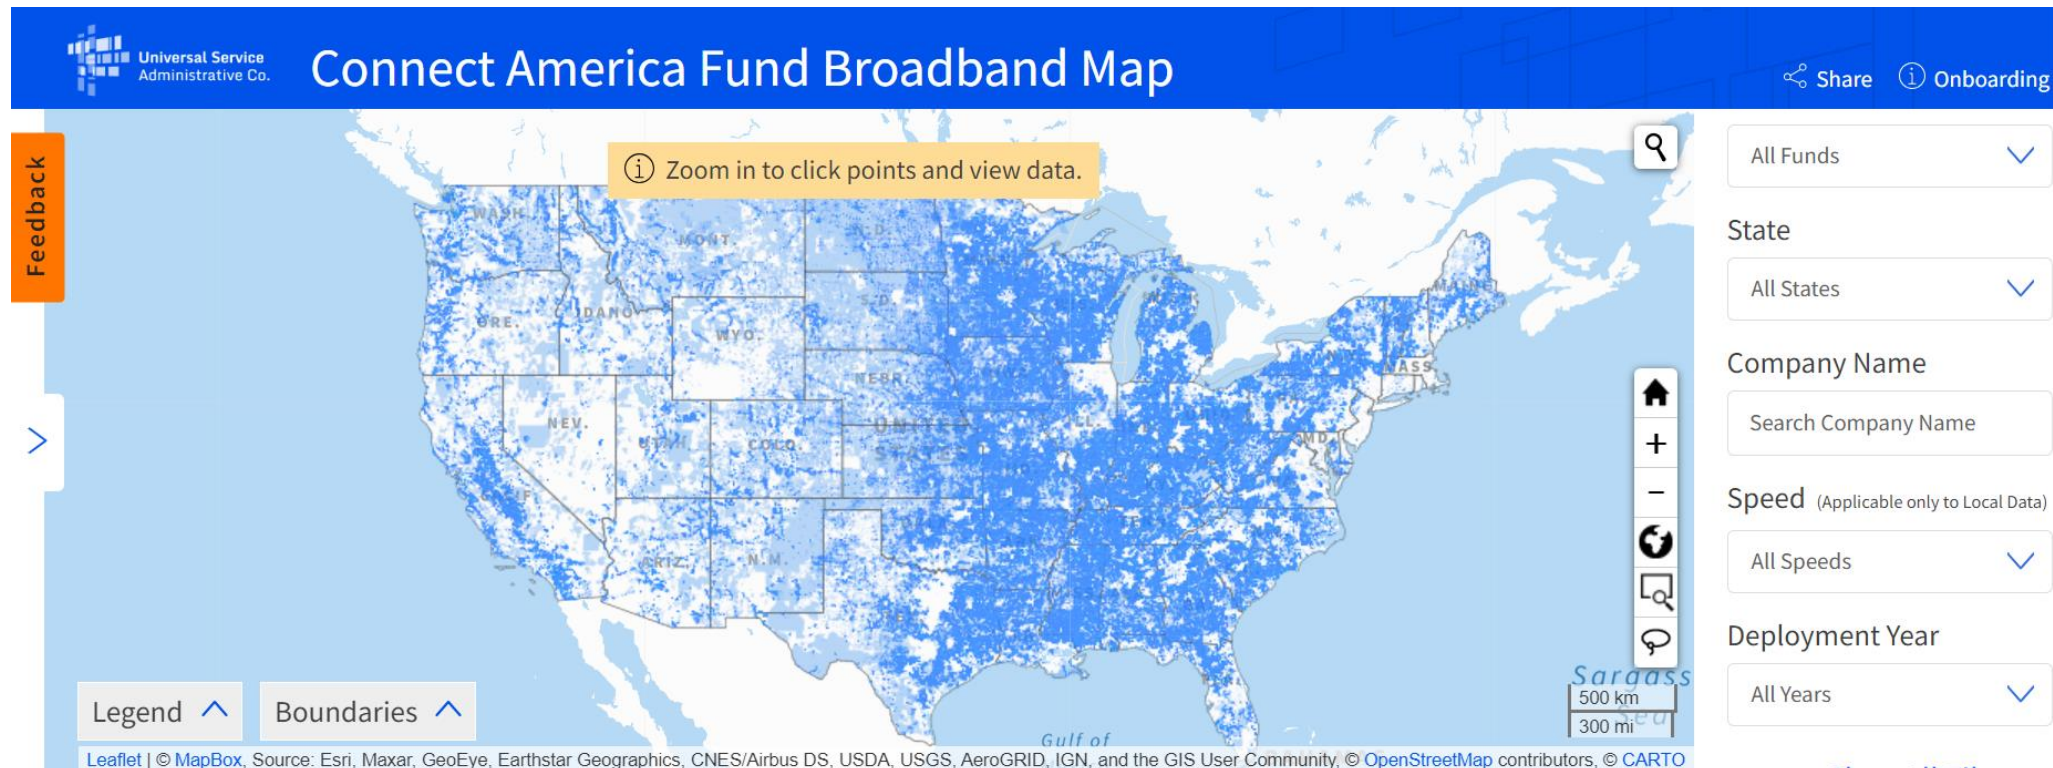 Universal Service
Administrative Co.
Connect America Fund Broadband Map
Share
Onboarding
Feedback
Zoom in to click points and view data.
All Funds
State
All States
Company Name
Search Company Name
Speed (Applicable only to Local Data)
All Speeds
Deployment Year
All Years
WASH.
MONT.
N.D.
ORE.
IDAHO
WYO.
S.D.
NEBR.
NEV.
UTAH
COLO.
UNITED
STATES
CALIF.
ARIZ.
N.M.
MAINE
MASS.
MD.
Sargass
Sea
500 km
300 mi
Gulf of
Legend
Boundaries
Leaflet | © MapBox, Source: Esri, Maxar, GeoEye, Earthstar Geographics, CNES/Airbus DS, USDA, USGS, AeroGRID, IGN, and the GIS User Community, © OpenStreetMap contributors, © CARTO